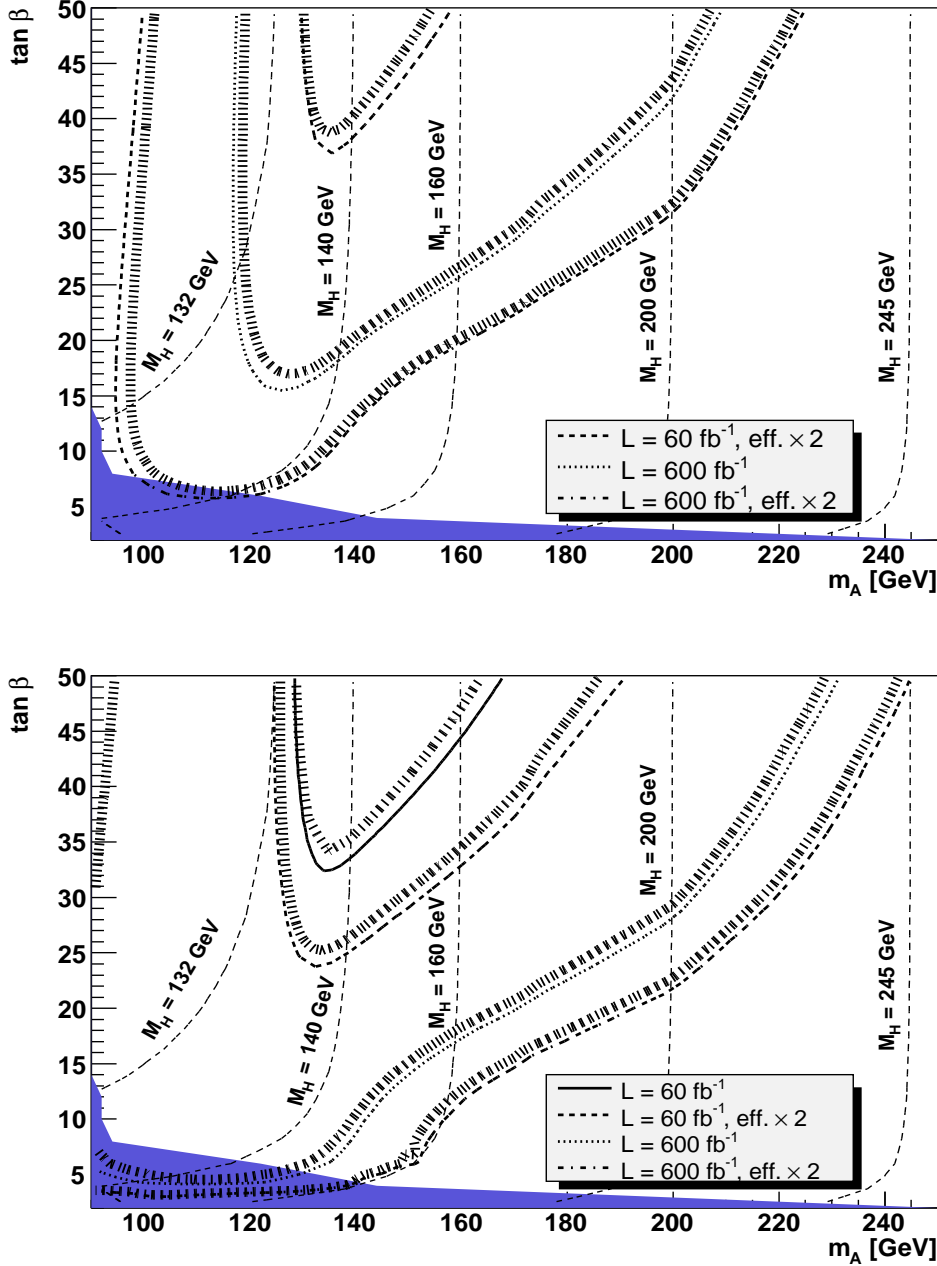 tan β
50
45
40
35
30
25
20
15
10
5
M_H = 132 GeV
M_H = 140 GeV
M_H = 160 GeV
M_H = 200 GeV
M_H = 245 GeV
L = 60 fb⁻¹, eff. × 2
L = 600 fb⁻¹
L = 600 fb⁻¹, eff. × 2
100 120 140 160 180 200 220 240
m_A [GeV]
tan β
50
45
40
35
30
25
20
15
10
5
M_H = 132 GeV
M_H = 140 GeV
M_H = 160 GeV
M_H = 200 GeV
M_H = 245 GeV
L = 60 fb⁻¹
L = 60 fb⁻¹, eff. × 2
L = 600 fb⁻¹
L = 600 fb⁻¹, eff. × 2
100 120 140 160 180 200 220 240
m_A [GeV]